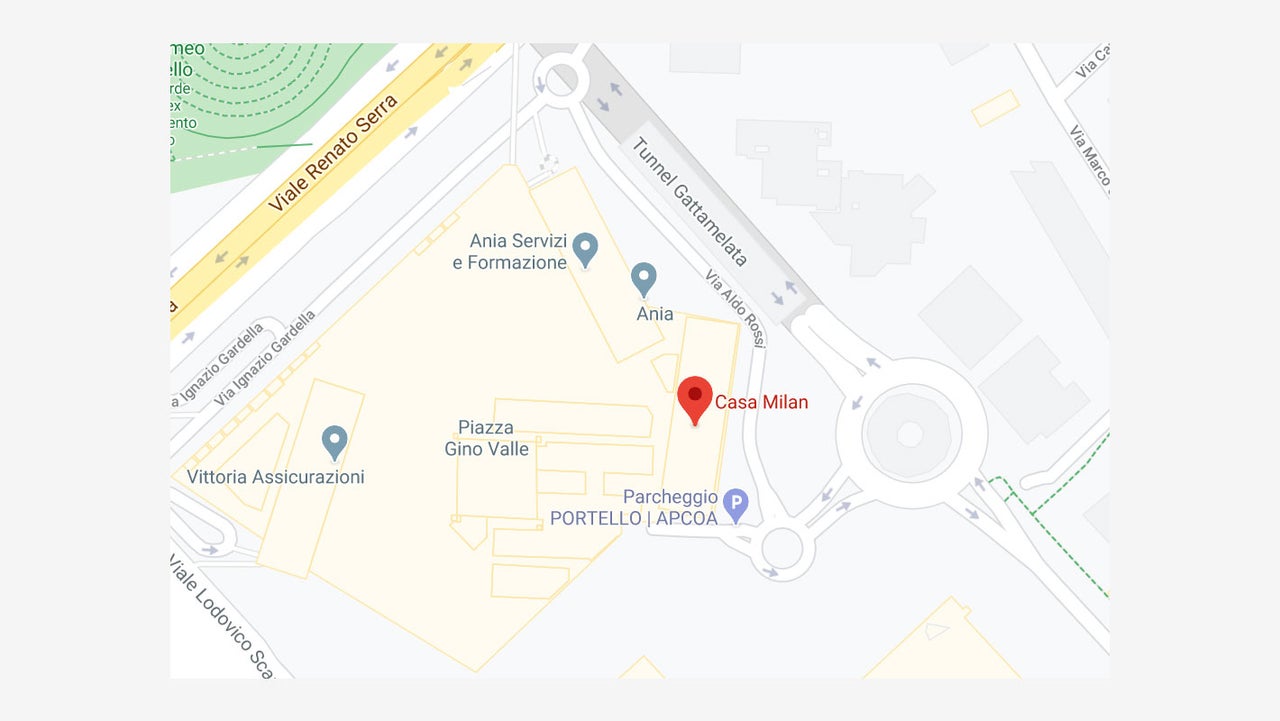 meo
ello
rde
ex
ento
o
Viale Renato Serra
Via Ca
Via Marco
Tunnel Gattamelata
Ania Servizi
e Formazione
Ania
Via Aldo Rossi
a
a Ignazio Gardella
Via Ignazio Gardella
Casa Milan
Piazza
Gino Valle
Vittoria Assicurazioni
Parcheggio
PORTELLO | APCOA
P
Viale Lodovico Sca